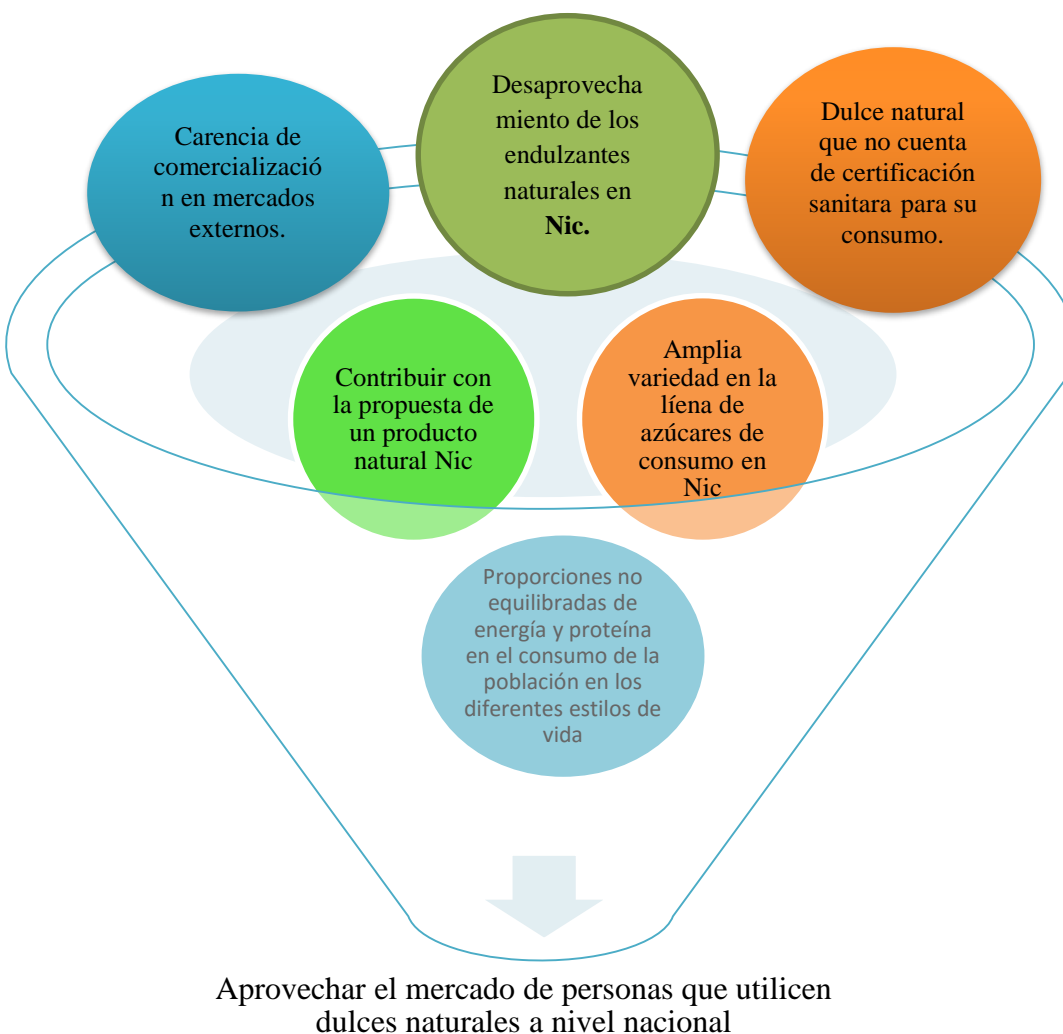 Carencia de
comercializació
n en mercados
externos.
Desaprovecha
miento de los
endulzantes
naturales en
Nic.
Dulce natural
que no cuenta
de certificación
sanitara para su
consumo.
Contribuir con
la propuesta de
un producto
natural Nic
Amplia
variedad en la
líena de
azúcares de
consumo en
Nic
Proporciones no
equilibradas de
energía y proteína
en el consumo de la
población en los
diferentes estilos de
vida
Aprovechar el mercado de personas que utilicen
dulces naturales a nivel nacional